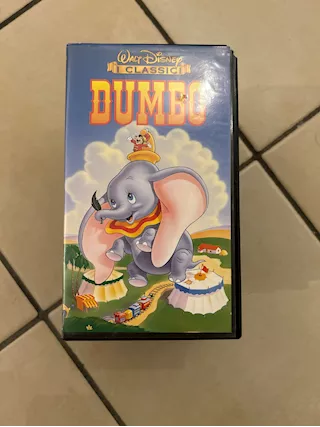 WALT DISNEY
I CLASSICI
DUMBO